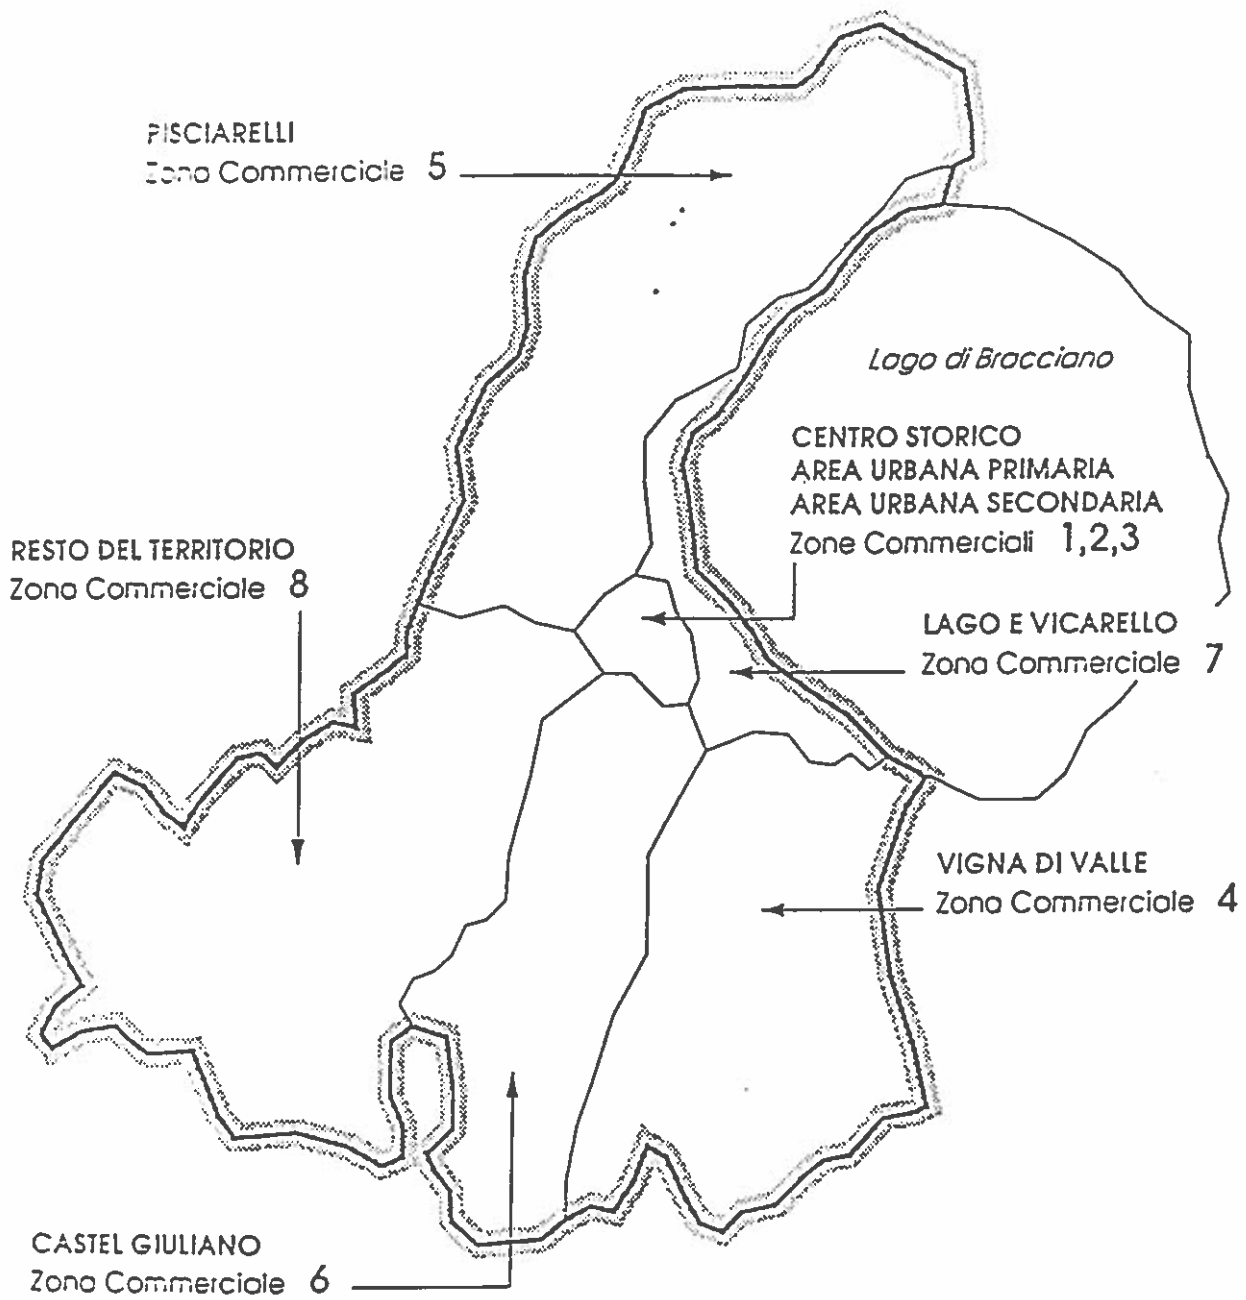 PISCIARELLI
Zona Commerciale 5
Lago di Bracciano
CENTRO STORICO
AREA URBANA PRIMARIA
AREA URBANA SECONDARIA
Zone Commerciali 1,2,3
RESTO DEL TERRITORIO
Zona Commerciale 8
LAGO E VICARELLO
Zona Commerciale 7
VIGNA DI VALLE
Zona Commerciale 4
CASTEL GIULIANO
Zona Commerciale 6